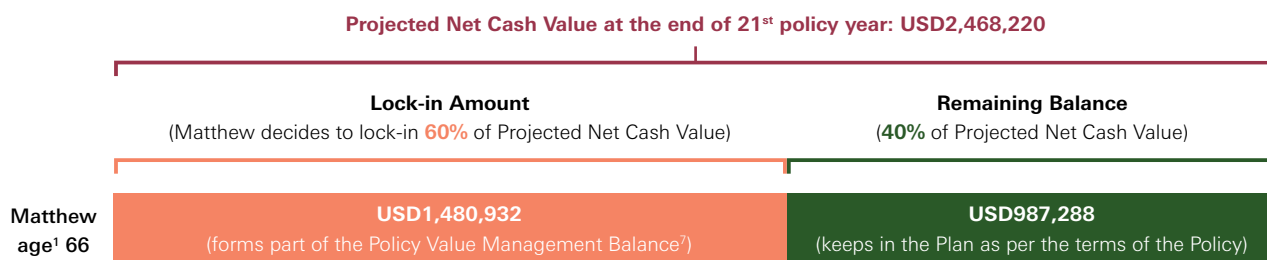 Projected Net Cash Value at the end of 21st policy year: USD2,468,220
Lock-in Amount
(Matthew decides to lock-in 60% of Projected Net Cash Value)
Remaining Balance
(40% of Projected Net Cash Value)
Matthew
age¹ 66
USD1,480,932
(forms part of the Policy Value Management Balance⁷)
USD987,288
(keeps in the Plan as per the terms of the Policy)